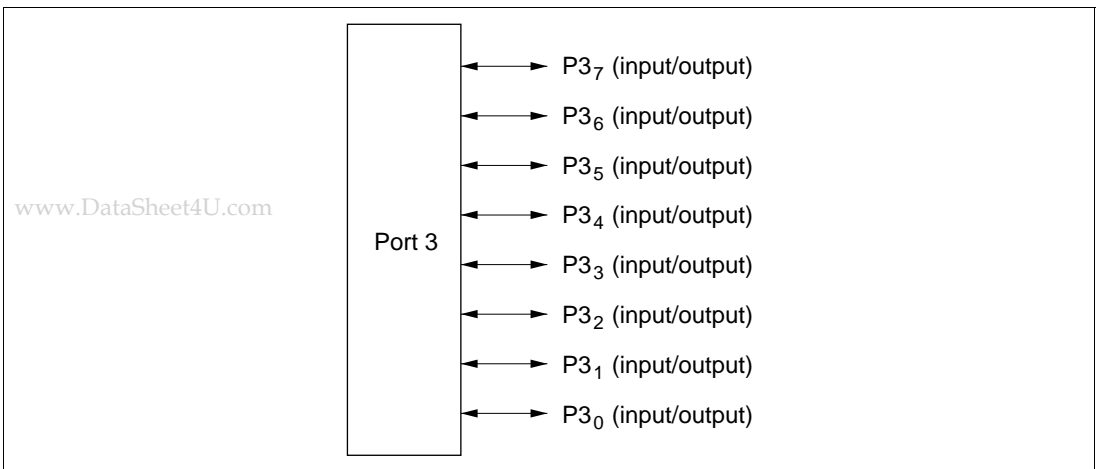 P3₇ (input/output)
P3₆ (input/output)
P3₅ (input/output)
www.DataSheet4U.com
P3₄ (input/output)
Port 3
P3₃ (input/output)
P3₂ (input/output)
P3₁ (input/output)
P3₀ (input/output)